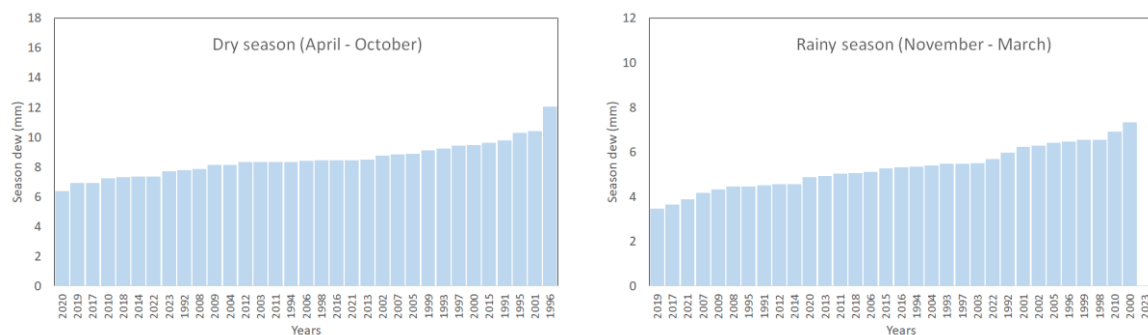 Dry season (April - October)
Season dew (mm)
18
16
14
12
10
8
6
4
2
0
2020 2019 2017 2010 2018 2014 2022 2023 1992 2008 2009 2004 2012 2003 2011 1994 2006 1998 2016 2021 2013 2002 2007 2005 1999 1993 1997 2000 2015 1991 1995 2001 1996
Years
Rainy season (November - March)
Season dew (mm)
12
10
8
6
4
2
0
2019 2017 2021 2007 2009 2008 1995 1991 2012 2014 2020 2013 2011 2018 2006 2015 2016 1994 2004 1993 1997 2003 2022 1992 2001 2002 2005 1996 1999 1998 2010 2000 2023
Years